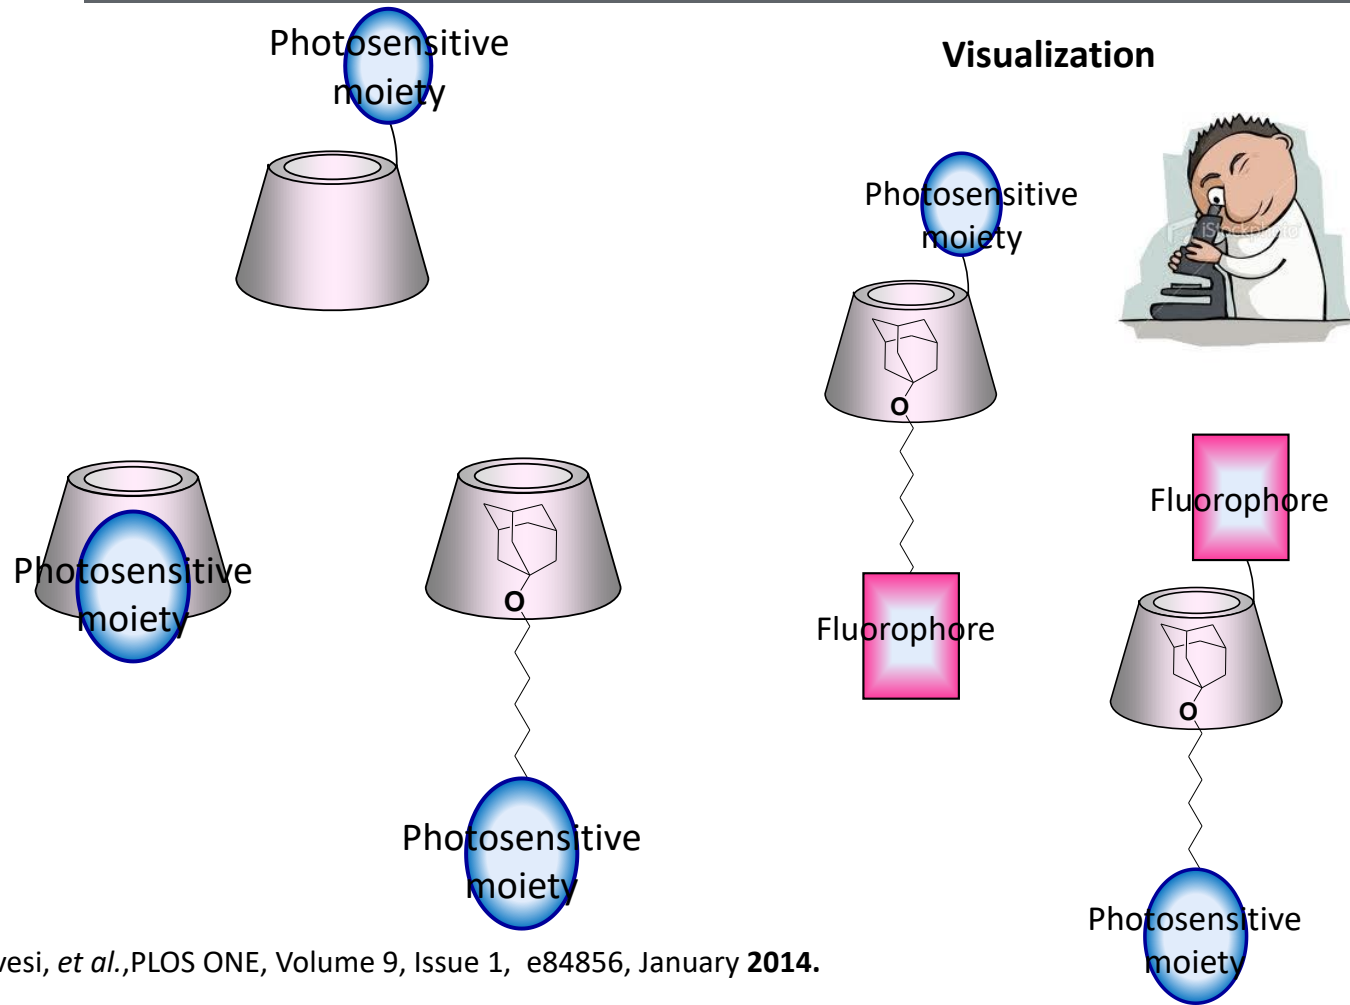 Photosensitive
moiety
Visualization
Photosensitive
moiety
iStockphoto
O
Fluorophore
Photosensitive
moiety
O
Fluorophore
O
Photosensitive
moiety
Photosensitive
moiety
vesi, et al.,PLOS ONE, Volume 9, Issue 1, e84856, January 2014.